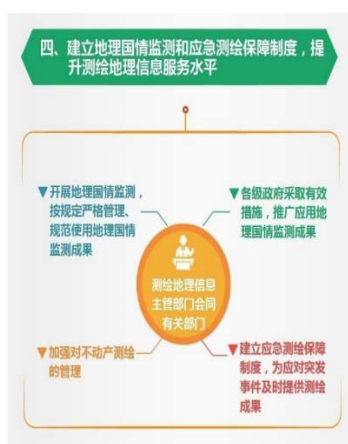 四、建立地理国情监测和应急测绘保障制度，提
升测绘地理信息服务水平
▼开展地理国情监测，
按规定严格管理、
规范使用地理国情
监测成果
▼各级政府采取有效
措施，推广应用地
理国情监测成果
测绘地理信息
主管部门会同
有关部门
▼加强对不动产测绘
的管理
▼建立应急测绘保障
制度，为应对突发
事件及时提供测绘
成果